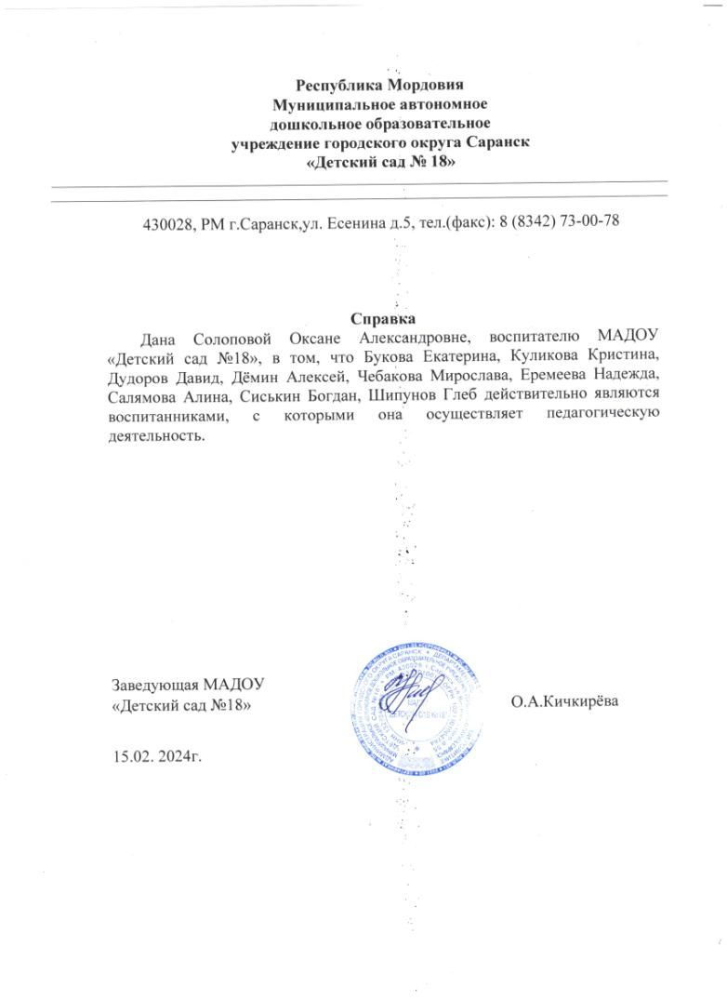 Республика Мордовия
Муниципальное автономное
дошкольное образовательное
учреждение городского округа Саранск
«Детский сад № 18»
430028, РМ г.Саранск,ул. Есенина д.5, тел.(факс): 8 (8342) 73-00-78
Справка
Дана Солоповой Оксане Александровне, воспитателю МАДОУ
«Детский сад №18», в том, что Букова Екатерина, Куликова Кристина,
Дудоров Давид, Дёмин Алексей, Чебакова Мирослава, Еремеева Надежда,
Салямова Алина, Сиськин Богдан, Шипунов Глеб действительно являются
воспитанниками, с которыми она осуществляет педагогическую
деятельность.
Заведующая МАДОУ
«Детский сад №18»
О.А.Кичкирёва
15.02. 2024г.